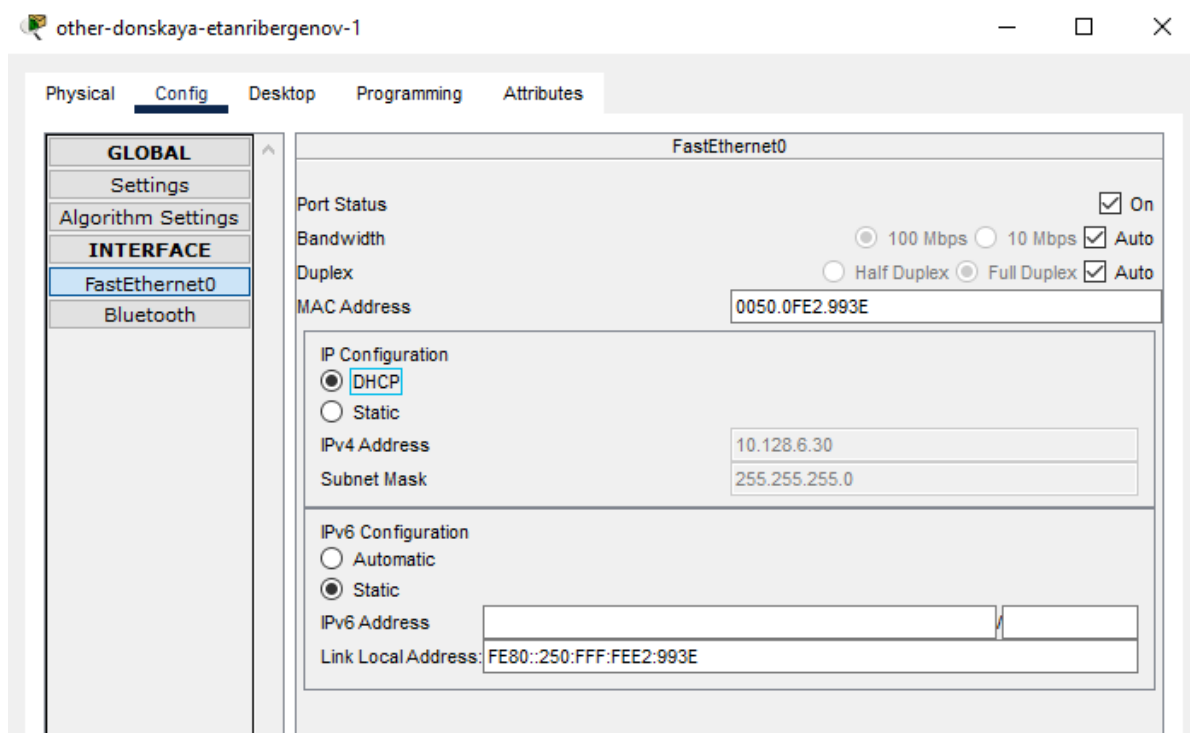 other-donskaya-etanribergenov-1
Physical Config Desktop Programming Attributes
GLOBAL
Settings
Algorithm Settings
INTERFACE
FastEthernet0
Bluetooth
FastEthernet0
Port Status On
Bandwidth 100 Mbps 10 Mbps Auto
Duplex Half Duplex Full Duplex Auto
MAC Address 0050.0FE2.993E
IP Configuration
DHCP
Static
IPv4 Address 10.128.6.30
Subnet Mask 255.255.255.0
IPv6 Configuration
Automatic
Static
IPv6 Address /
Link Local Address: FE80::250:FFF:FEE2:993E